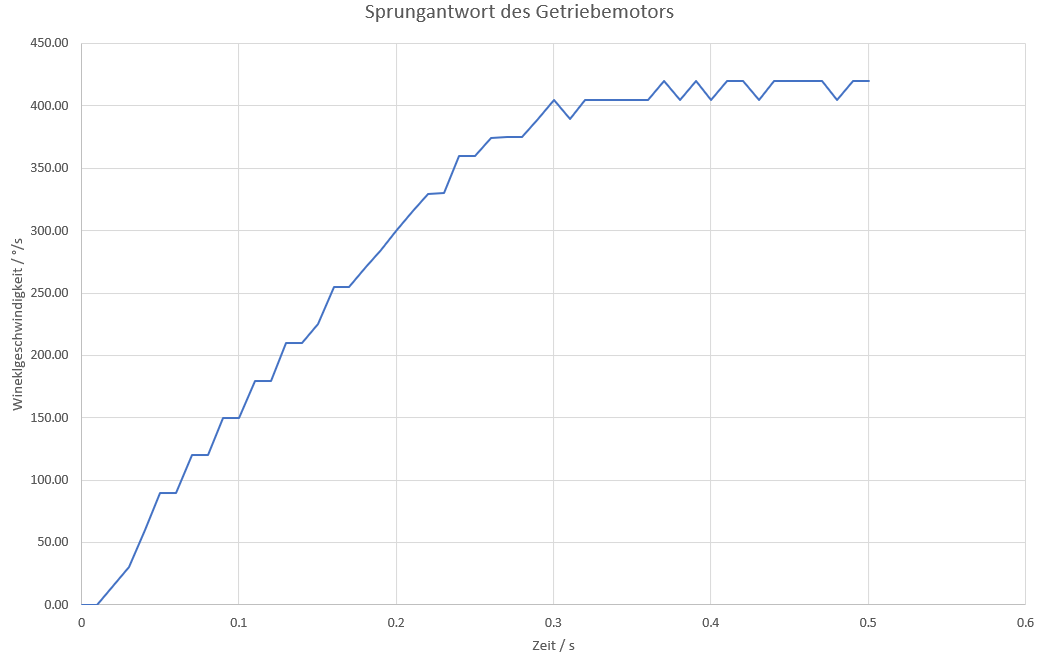 Sprungantwort des Getriebemotors
450.00
400.00
350.00
300.00
250.00
200.00
150.00
100.00
50.00
0.00
Wineklgeschwindigkeit / °/s
0 0.1 0.2 0.3 0.4 0.5 0.6
Zeit / s